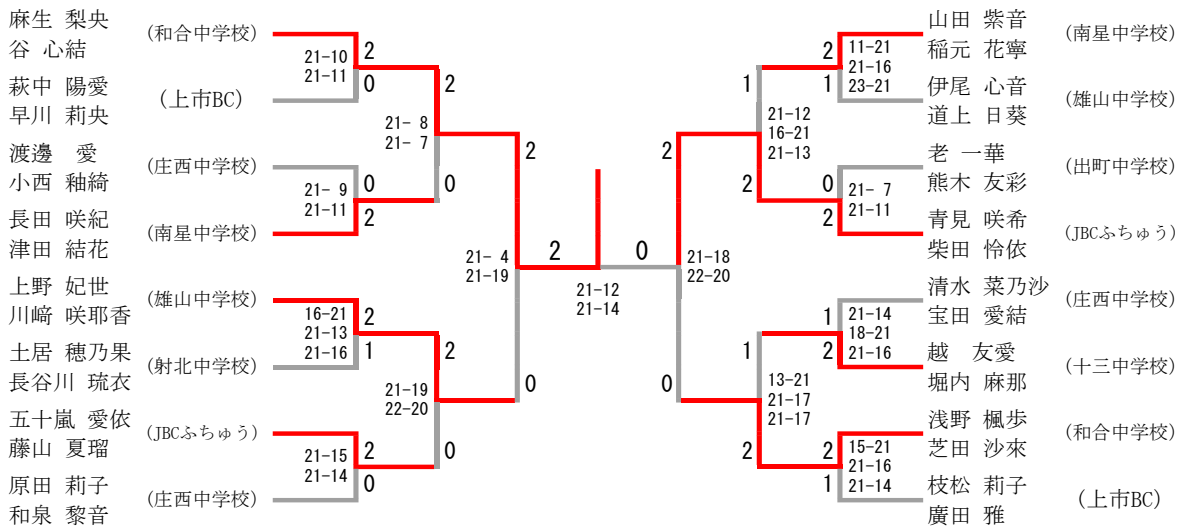 麻生 梨央
谷 心結
(和合中学校)
萩中 陽愛
早川 莉央
(上市BC)
渡邊 愛
小西 釉綺
(庄西中学校)
長田 咲紀
津田 結花
(南星中学校)
上野 妃世
川﨑 咲耶香
(雄山中学校)
土居 穂乃果
長谷川 琉衣
(射北中学校)
五十嵐 愛依
藤山 夏瑠
(JBCふちゅう)
原田 莉子
和泉 黎音
(庄西中学校)
21-10
21-11
2
0
21- 9
21-11
0
2
16-21
21-13
21-16
2
1
21-15
21-14
2
0
21- 8
21- 7
2
0
21-19
22-20
2
0
21- 4
21-19
2
0
2
0
21-12
21-14
21-18
22-20
2
0
21-12
16-21
21-13
1
2
13-21
21-17
21-17
1
2
11-21
21-16
23-21
2
1
21- 7
21-11
0
2
21-14
18-21
21-16
1
2
15-21
21-16
21-14
2
1
山田 紫音
稲元 花寧
(南星中学校)
伊尾 心音
道上 日葵
(雄山中学校)
老 一華
熊木 友彩
(出町中学校)
青見 咲希
柴田 怜依
(JBCふちゅう)
清水 菜乃沙
宝田 愛結
(庄西中学校)
越 友愛
堀内 麻那
(十三中学校)
浅野 楓歩
芝田 沙來
(和合中学校)
枝松 莉子
廣田 雅
(上市BC)